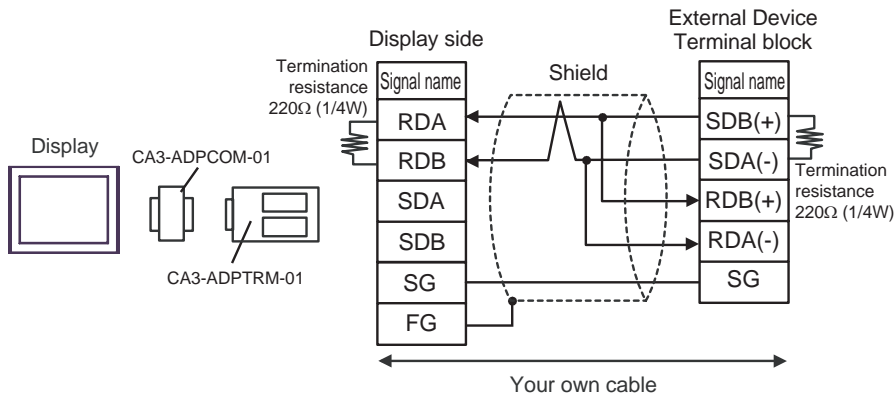 External Device
Terminal block
Display side
Termination
resistance
220Ω (1/4W)
Signal name
Shield
Signal name
RDA
SDB(+)
Display
CA3-ADPCOM-01
RDB
SDA(-)
Termination
resistance
220Ω (1/4W)
SDA
RDB(+)
SDB
RDA(-)
CA3-ADPTRM-01
SG
SG
FG
Your own cable